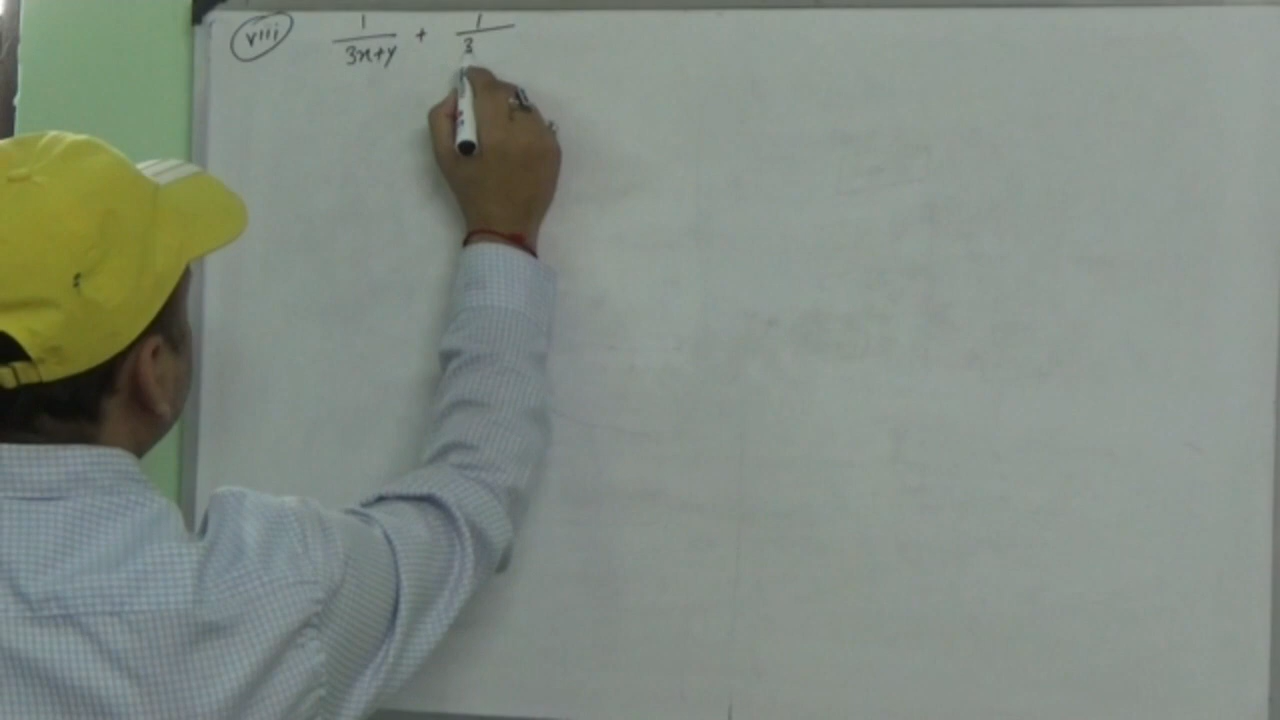 (viii) 1/(3x+y) + 1/3